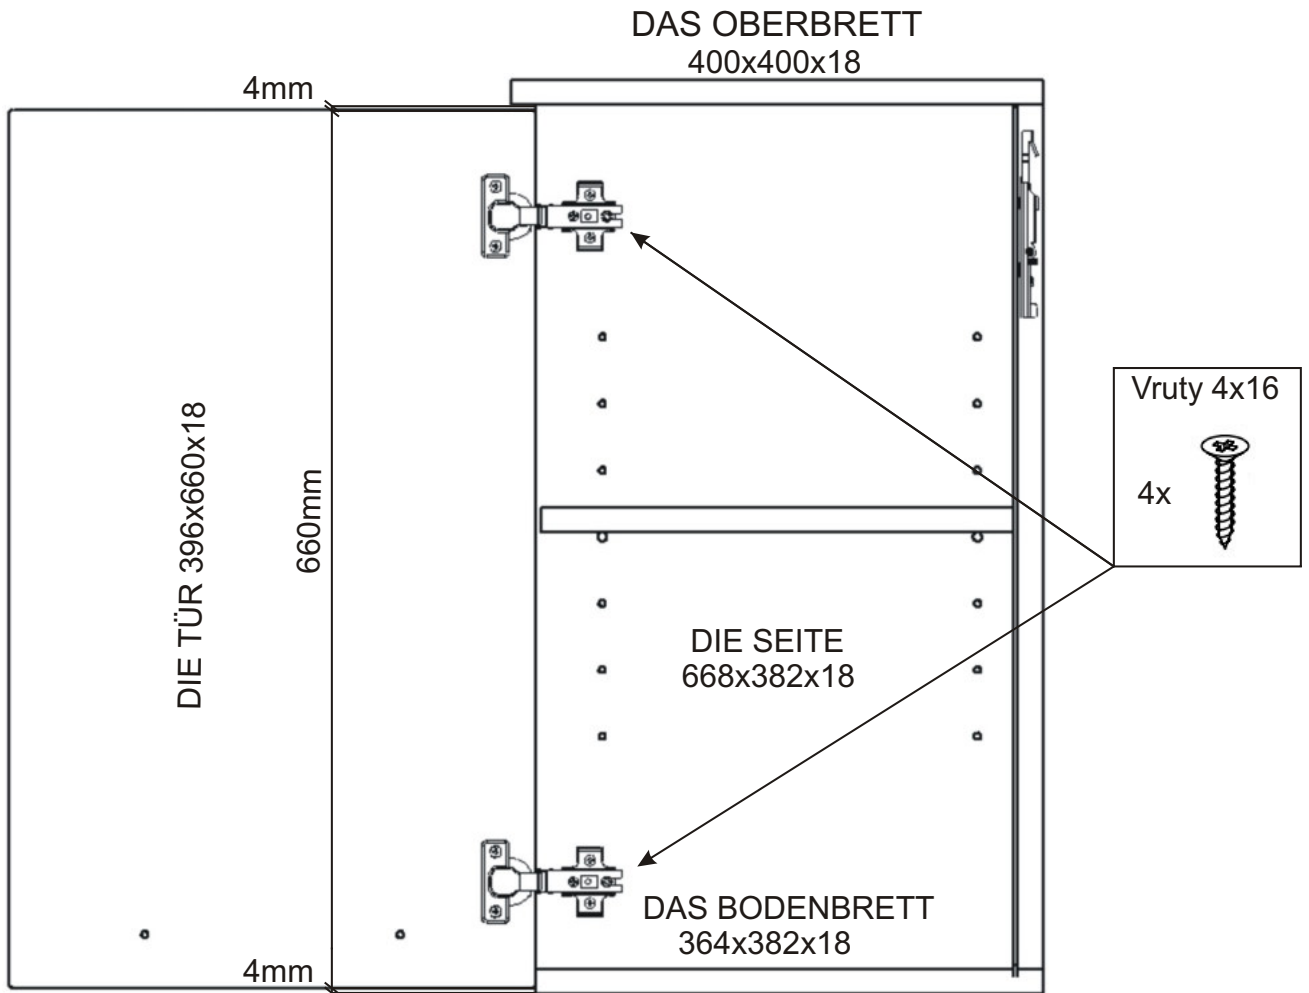 DAS OBERBRETT
400x400x18
4mm
Vruty 4x16
4x
DIE TÜR 396x660x18
660mm
DIE SEITE
668x382x18
DAS BODENBRETT
364x382x18
4mm